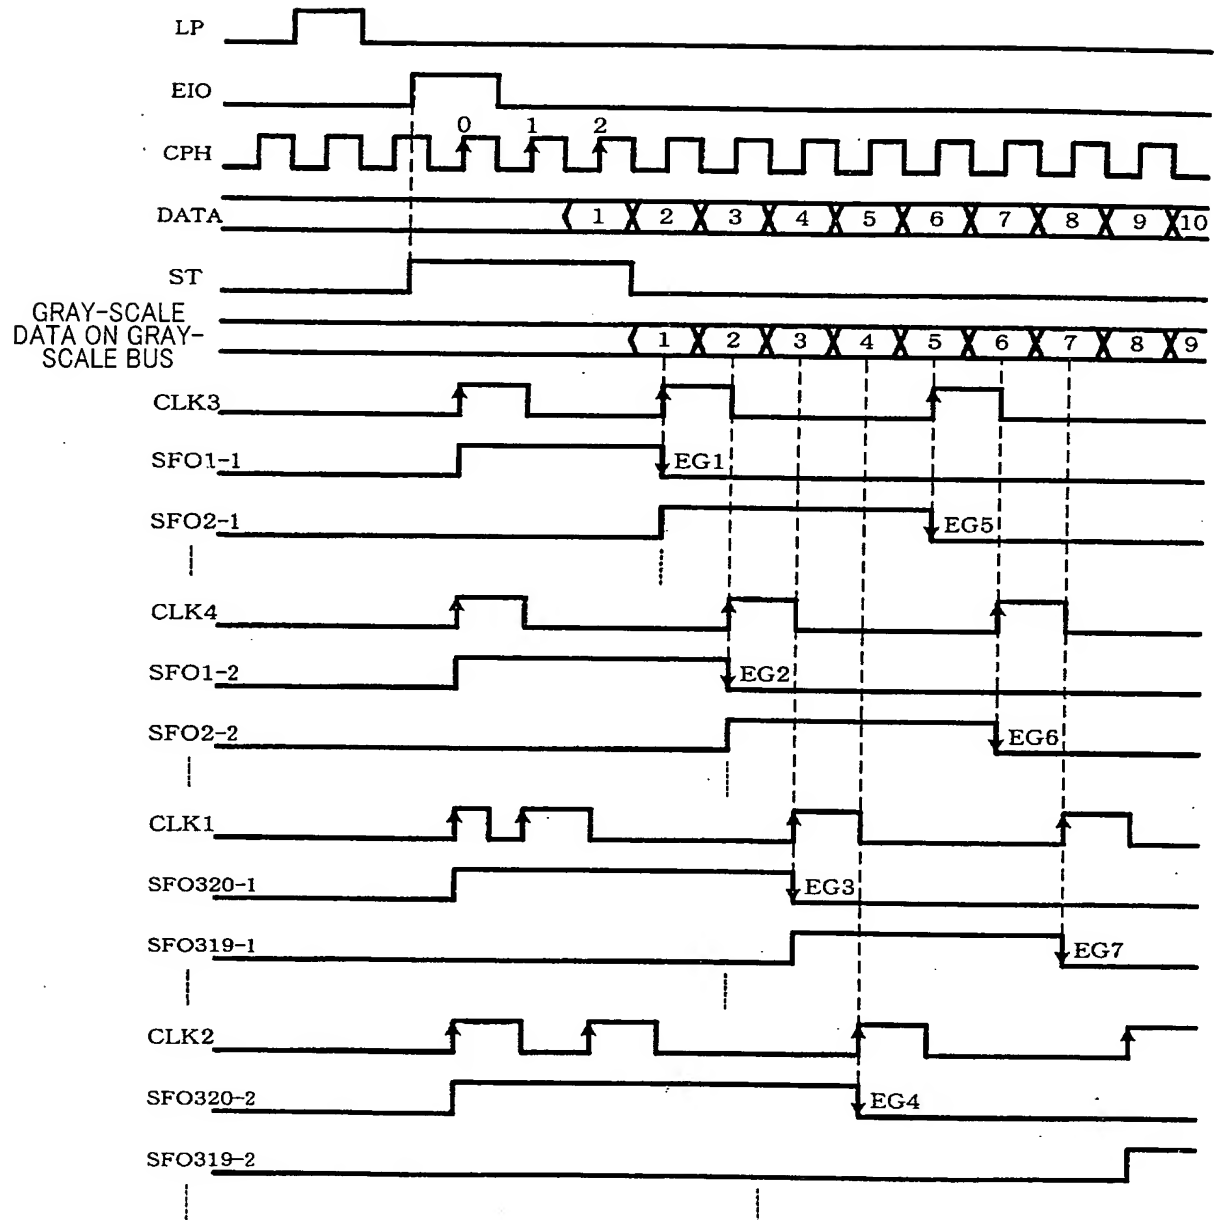 LP
EIO
0 1 2
CPH
DATA 1 2 3 4 5 6 7 8 9 10
ST
GRAY-SCALE
DATA ON GRAY-
SCALE BUS
1 2 3 4 5 6 7 8 9
CLK3
SFO1-1 EG1
SFO2-1 EG5
CLK4
SFO1-2 EG2
SFO2-2 EG6
CLK1
SFO320-1 EG3
SFO319-1 EG7
CLK2
SFO320-2 EG4
SFO319-2